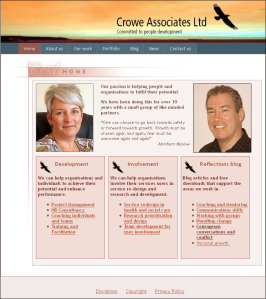 Crowe Associates Ltd
Committed to people development
Home About us Our work Portfolio Blog News Contact us
HOME
Our passion is helping people and
organisations to fulfil their potential.
We have been doing this for over 10
years with a small group of like minded
partners.
"One can choose to go back towards safety
or forward towards growth. Growth must be
chosen again and again; fear must be
overcome again and again"
Abraham Maslow
Development
We can help organisations and
individuals to achieve their
potential and enhance
performance.
Project Management
HR Consultancy
Coaching individuals
and teams
Training and
Facilitation
Involvement
We can help organisations
involve their service users in
service re-design and
research and development.
Service redesign in
health and social care
Research prioritisation
and design
Team development for
user involvement
Reflections blog
Blog articles and free
downloads that support the
areas we work in.
Coaching and mentoring
Communication skills
Working with groups
Handling change
Courageous
conversations and
conflict
Personal growth
Disclaimer Copyright Privacy Policy